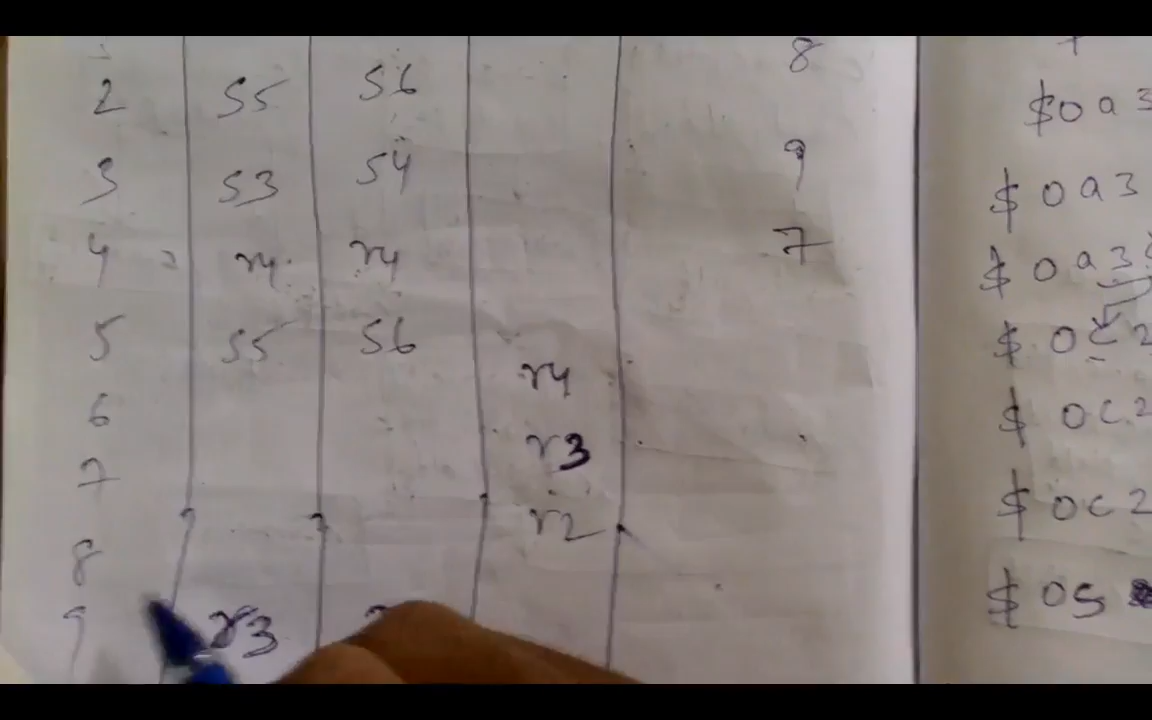 8
2 S5 S6 $0a3
9
3 S3 S4 $0a3
7
4 r4 r4 $0a3
5 S5 S6 $0C2
r4
6 $0C2
r3
7 $0C2
r2
8 $0S
9 r3